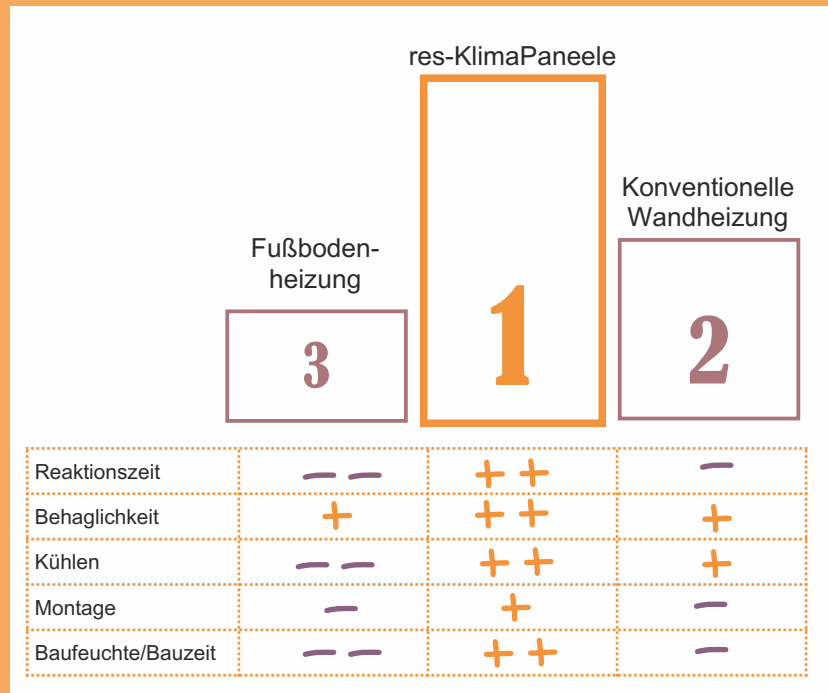 res-KlimaPaneele
Konventionelle
Wandheizung
Fußboden-
heizung
3
1
2
Reaktionszeit – – + + –
Behaglichkeit + + + +
Kühlen – – + + +
Montage – + –
Baufeuchte/Bauzeit – – + + –